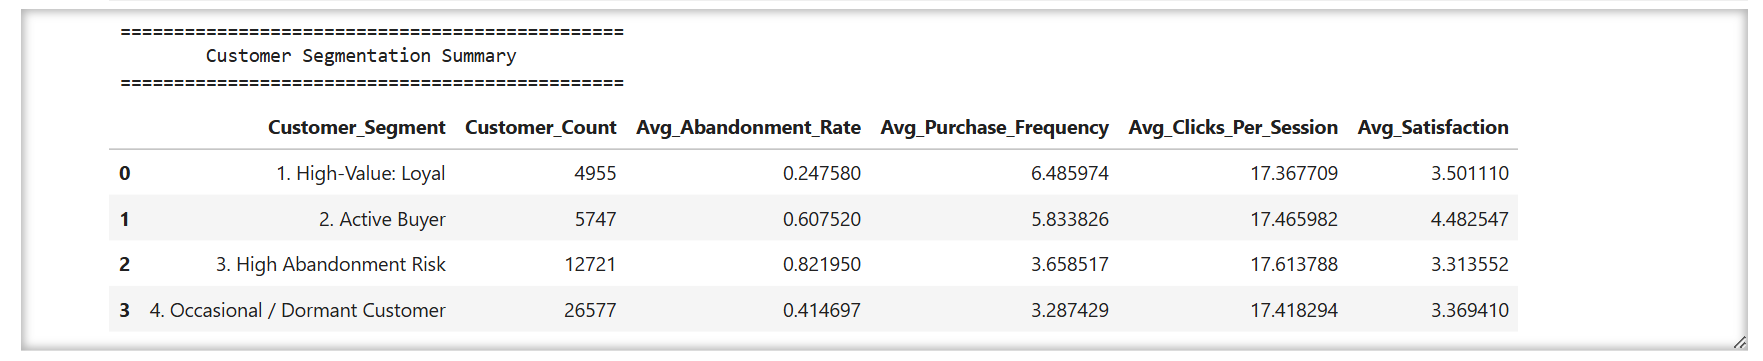 ===============================================
Customer Segmentation Summary
===============================================
Customer_Segment Customer_Count Avg_Abandonment_Rate Avg_Purchase_Frequency Avg_Clicks_Per_Session Avg_Satisfaction
0 1. High-Value: Loyal 4955 0.247580 6.485974 17.367709 3.501110
1 2. Active Buyer 5747 0.607520 5.833826 17.465982 4.482547
2 3. High Abandonment Risk 12721 0.821950 3.658517 17.613788 3.313552
3 4. Occasional / Dormant Customer 26577 0.414697 3.287429 17.418294 3.369410